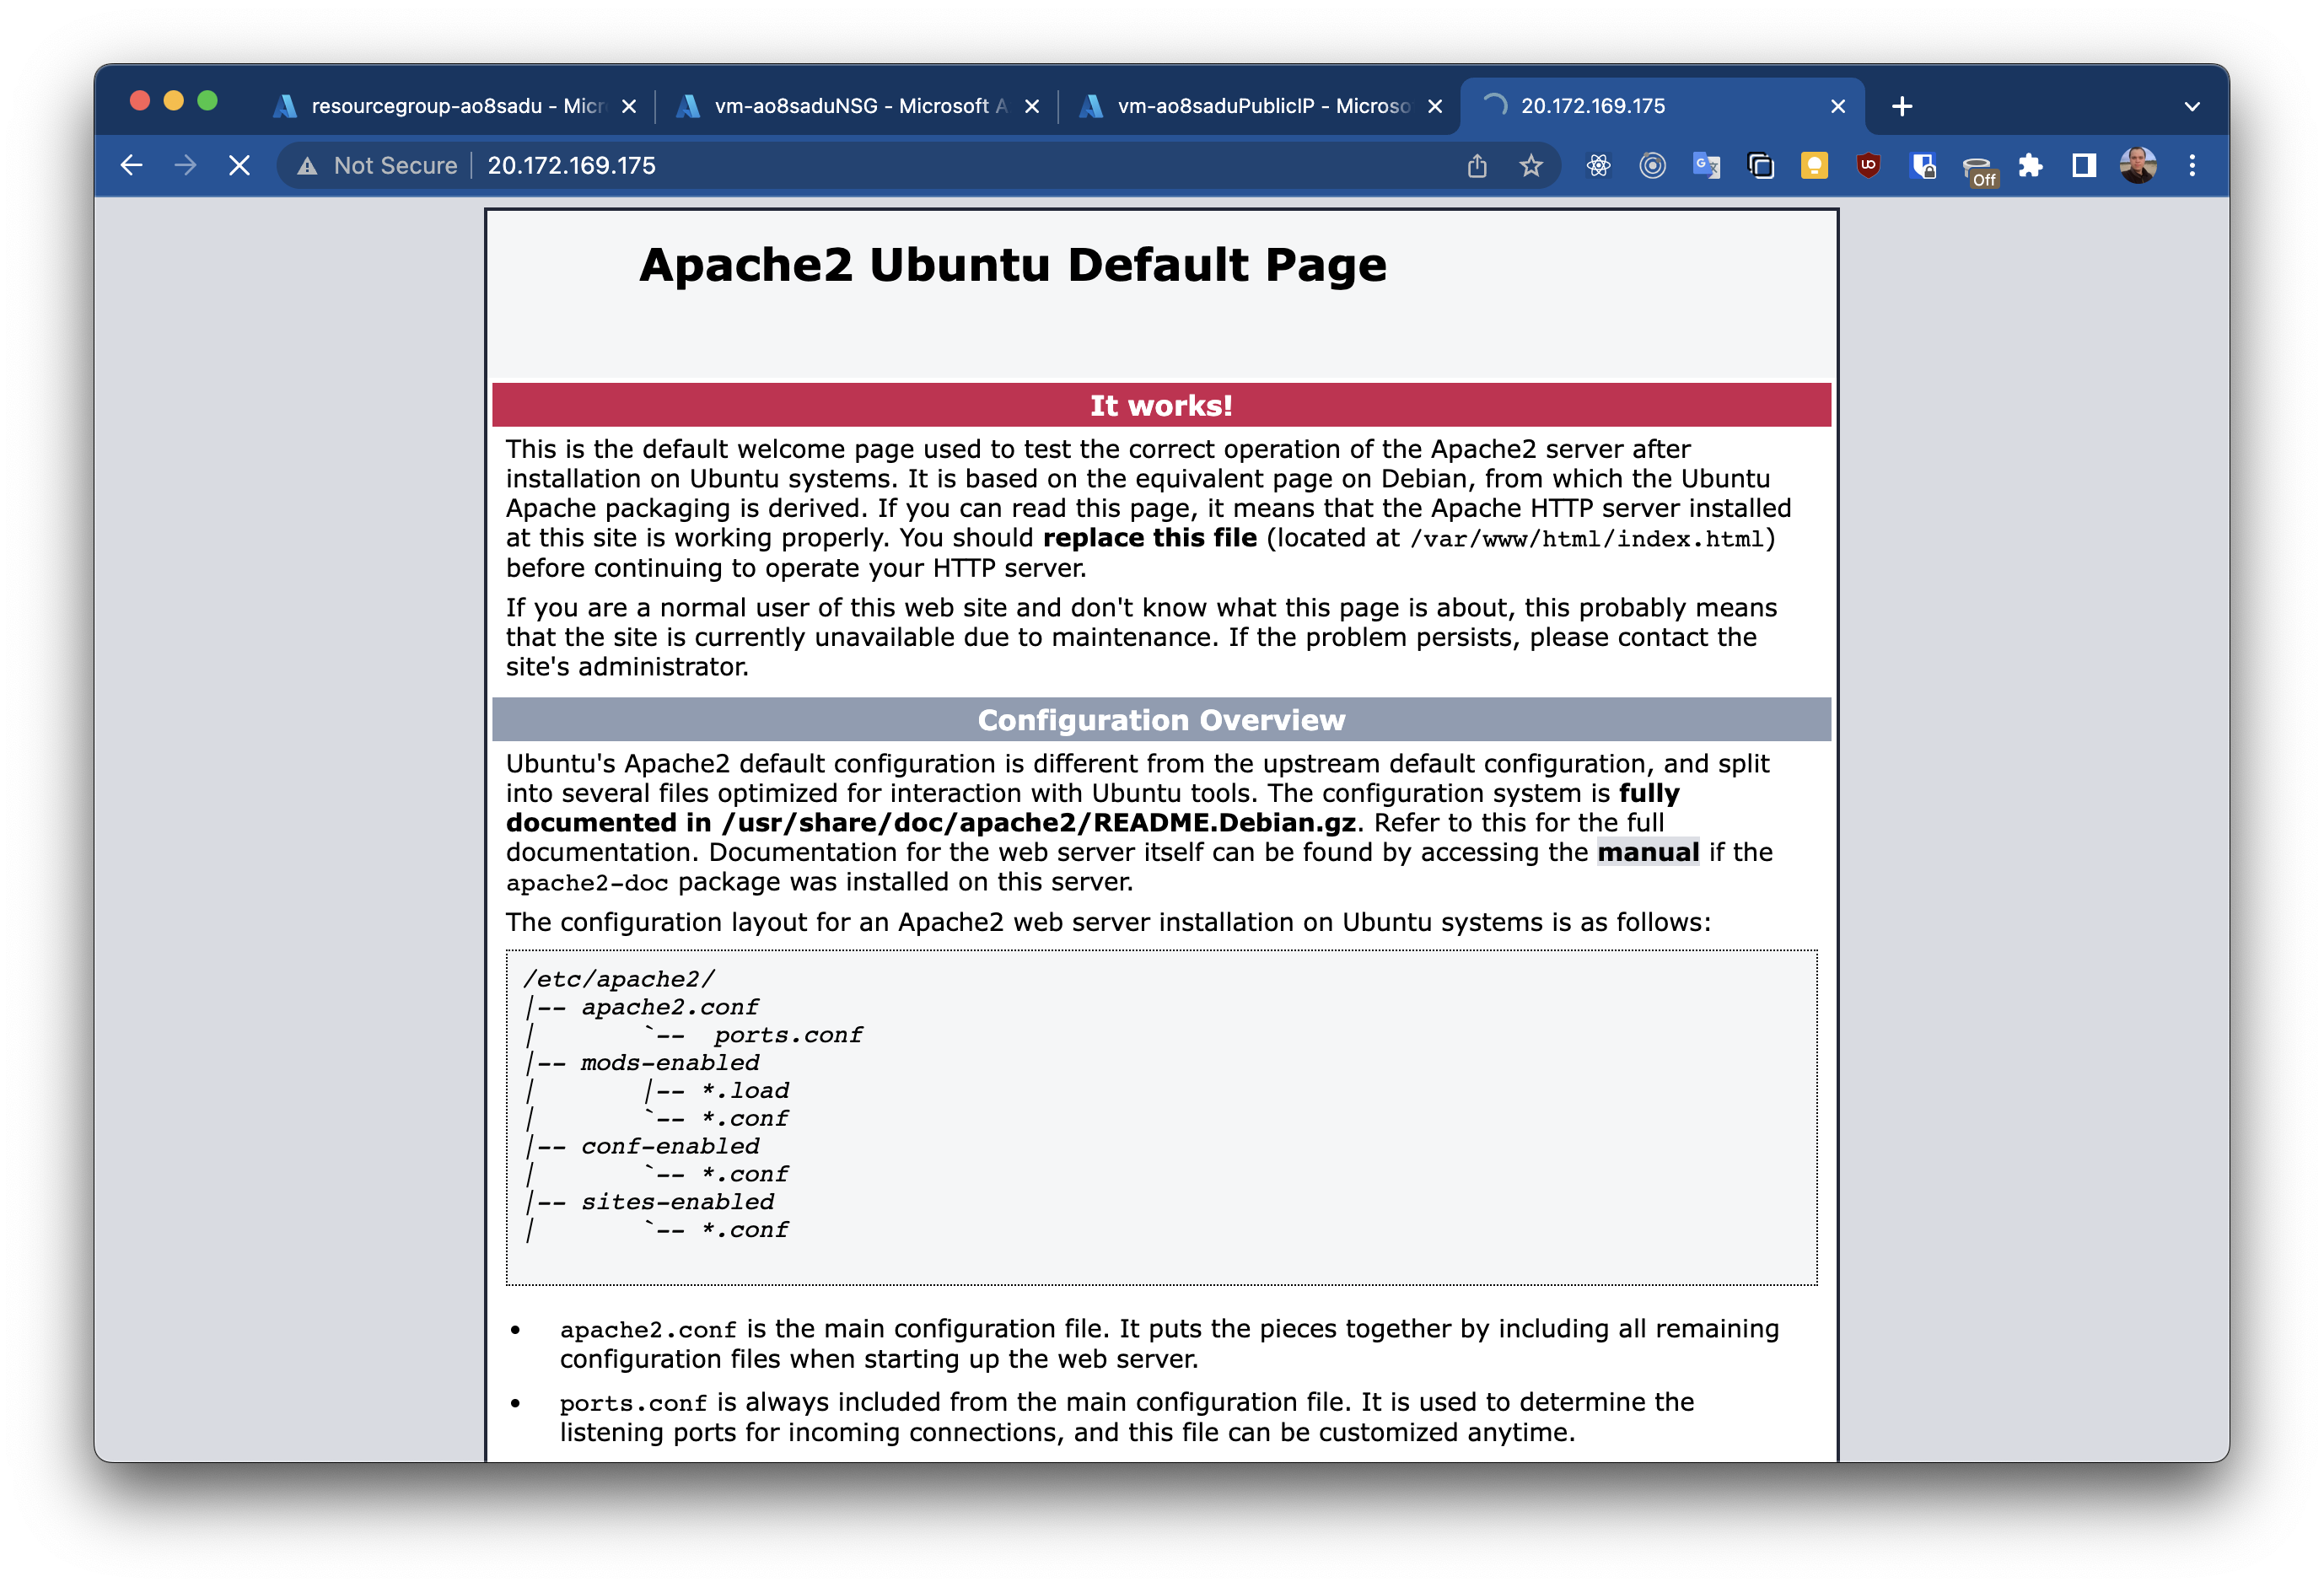 resourcegroup-ao8sadu - Micr
vm-ao8saduNSG - Microsoft A
vm-ao8saduPublicIP - Microso
20.172.169.175
Not Secure
20.172.169.175
Off
Apache2 Ubuntu Default Page
It works!
This is the default welcome page used to test the correct operation of the Apache2 server after
installation on Ubuntu systems. It is based on the equivalent page on Debian, from which the Ubuntu
Apache packaging is derived. If you can read this page, it means that the Apache HTTP server installed
at this site is working properly. You should replace this file (located at /var/www/html/index.html)
before continuing to operate your HTTP server.
If you are a normal user of this web site and don't know what this page is about, this probably means
that the site is currently unavailable due to maintenance. If the problem persists, please contact the
site's administrator.
Configuration Overview
Ubuntu's Apache2 default configuration is different from the upstream default configuration, and split
into several files optimized for interaction with Ubuntu tools. The configuration system is fully
documented in /usr/share/doc/apache2/README.Debian.gz. Refer to this for the full
documentation. Documentation for the web server itself can be found by accessing the manual if the
apache2-doc package was installed on this server.
The configuration layout for an Apache2 web server installation on Ubuntu systems is as follows:
/etc/apache2/
|-- apache2.conf
|       `--  ports.conf
|-- mods-enabled
|       |-- *.load
|       `-- *.conf
|-- conf-enabled
|       `-- *.conf
|-- sites-enabled
|       `-- *.conf
• apache2.conf is the main configuration file. It puts the pieces together by including all remaining
configuration files when starting up the web server.
• ports.conf is always included from the main configuration file. It is used to determine the
listening ports for incoming connections, and this file can be customized anytime.